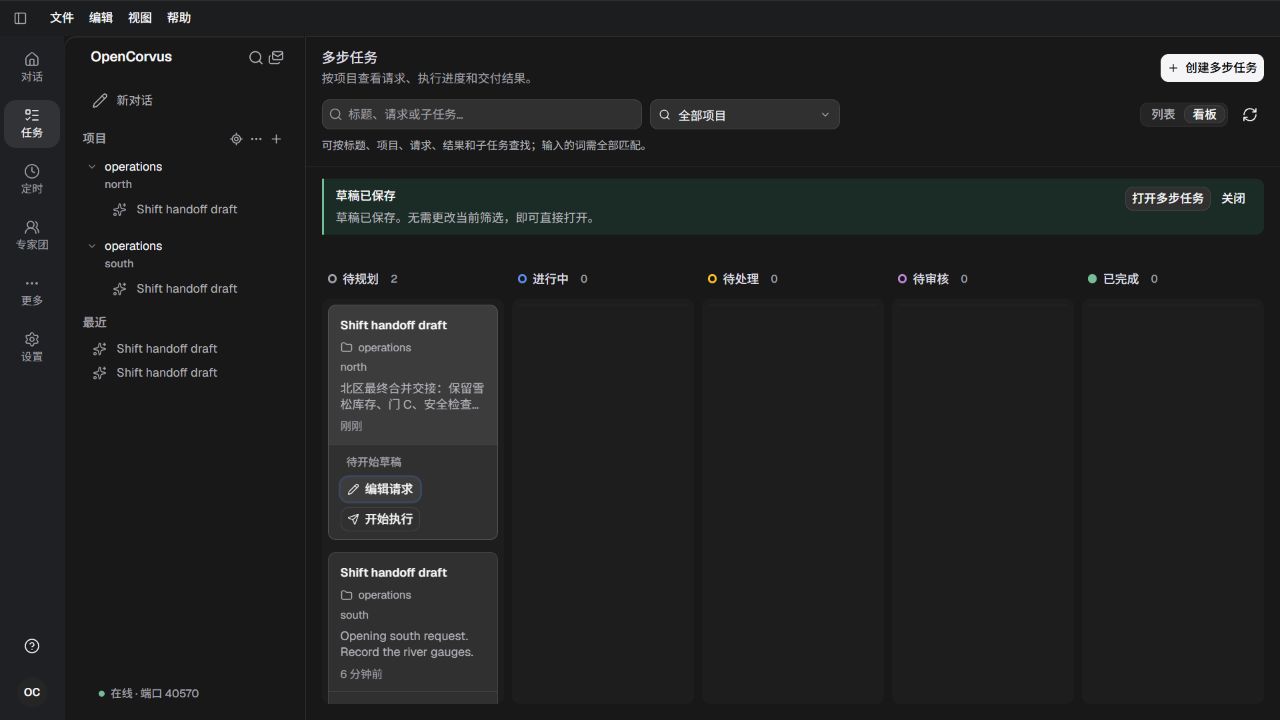 文件 编辑 视图 帮助
对话
任务
定时
专家团
更多
设置
OC
OpenCorvus
新对话
项目
operations
north
Shift handoff draft
operations
south
Shift handoff draft
最近
Shift handoff draft
Shift handoff draft
在线 · 端口 40570
多步任务
按项目查看请求、执行进度和交付结果。
创建多步任务
标题、请求或子任务…
全部项目
列表 看板
可按标题、项目、请求、结果和子任务查找；输入的词需全部匹配。
草稿已保存
草稿已保存。无需更改当前筛选，即可直接打开。
打开多步任务 关闭
待规划 2
进行中 0
待处理 0
待审核 0
已完成 0
Shift handoff draft
operations
north
北区最终合并交接：保留雪
松库存、门 C、安全检查…
刚刚
待开始草稿
编辑请求
开始执行
Shift handoff draft
operations
south
Opening south request.
Record the river gauges.
6 分钟前